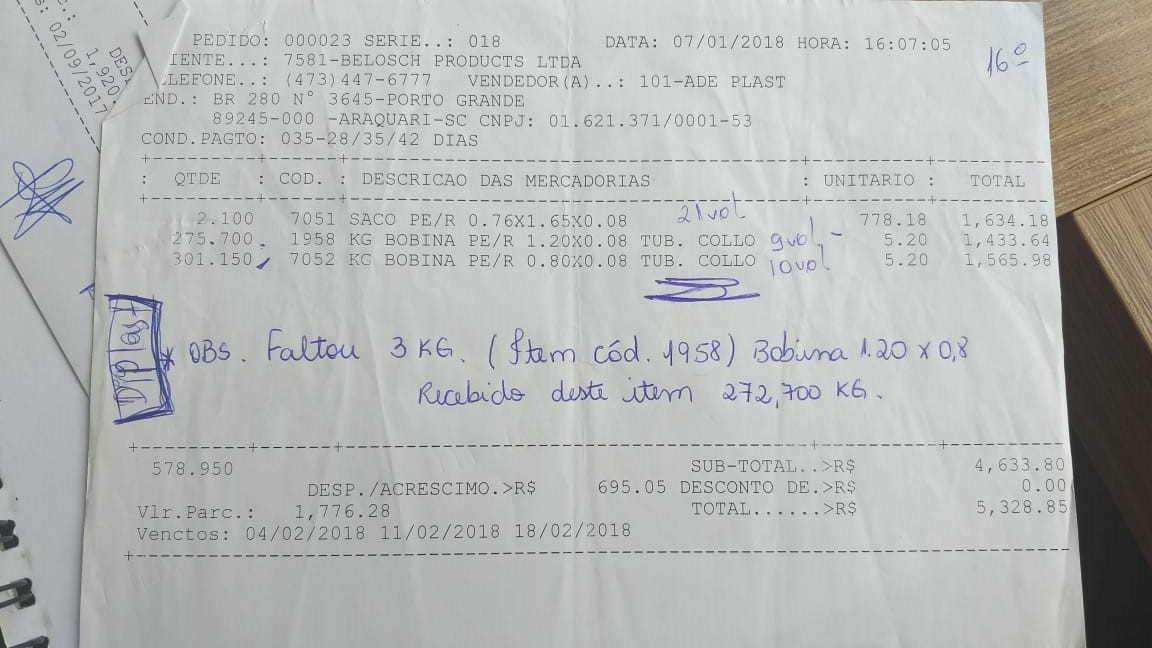 PEDIDO: 000023 SERIE..: 018 DATA: 07/01/2018 HORA: 16:07:05
16º
IENTE...: 7581-BELOSCH PRODUCTS LTDA
ELEFONE..: (473)447-6777 VENDEDOR(A)..: 101-ADE PLAST
END.: BR 280 N° 3645-PORTO GRANDE
89245-000 -ARAQUARI-SC CNPJ: 01.621.371/0001-53
COND.PAGTO: 035-28/35/42 DIAS
: QTDE : COD. : DESCRICAO DAS MERCADORIAS : UNITARIO : TOTAL
2.100 7051 SACO PE/R 0.76X1.65X0.08 21vol 778.18 1,634.18
275.700 1958 KG BOBINA PE/R 1.20X0.08 TUB. COLLO 9vol, - 5.20 1,433.64
301.150 7052 KG BOBINA PE/R 0.80X0.08 TUB. COLLO 10vol 5.20 1,565.98
* OBS. Faltou 3 KG. (Item cód. 1958) Bobina 1.20 x 0,8
Recebido deste item 272,700 KG.
578.950 SUB-TOTAL..>R$ 4,633.80
DESP./ACRESCIMO.>R$ 695.05 DESCONTO DE.>R$ 0.00
Vlr.Parc.: 1,776.28 TOTAL......>R$ 5,328.85
Venctos: 04/02/2018 11/02/2018 18/02/2018
: 02/09/2017
1,920
DES